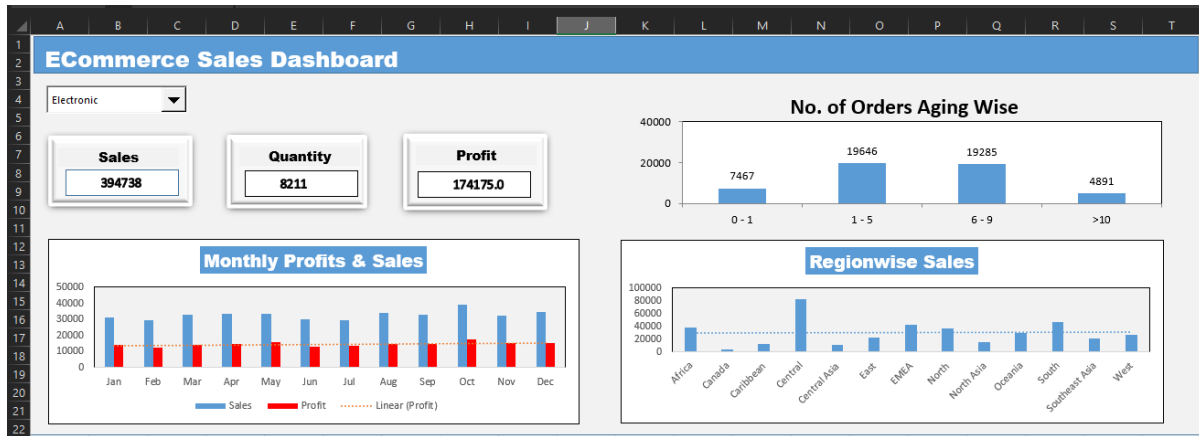 A B C D E F G H I J K L M N O P Q R S T
1
2
3
4
5
6
7
8
9
10
11
12
13
14
15
16
17
18
19
20
21
22
ECommerce Sales Dashboard
Electronic
Sales
394738
Quantity
8211
Profit
174175.0
No. of Orders Aging Wise
40000
20000
0
7467
19646
19285
4891
0 - 1
1 - 5
6 - 9
>10
Monthly Profits & Sales
50000
40000
30000
20000
10000
0
Jan Feb Mar Apr May Jun Jul Aug Sep Oct Nov Dec
Sales Profit Linear (Profit)
Regionwise Sales
100000
80000
60000
40000
20000
0
Africa
Canada
Caribbean
Central
Central Asia
East
EMEA
North
North Asia
Oceania
South
Southeast Asia
West